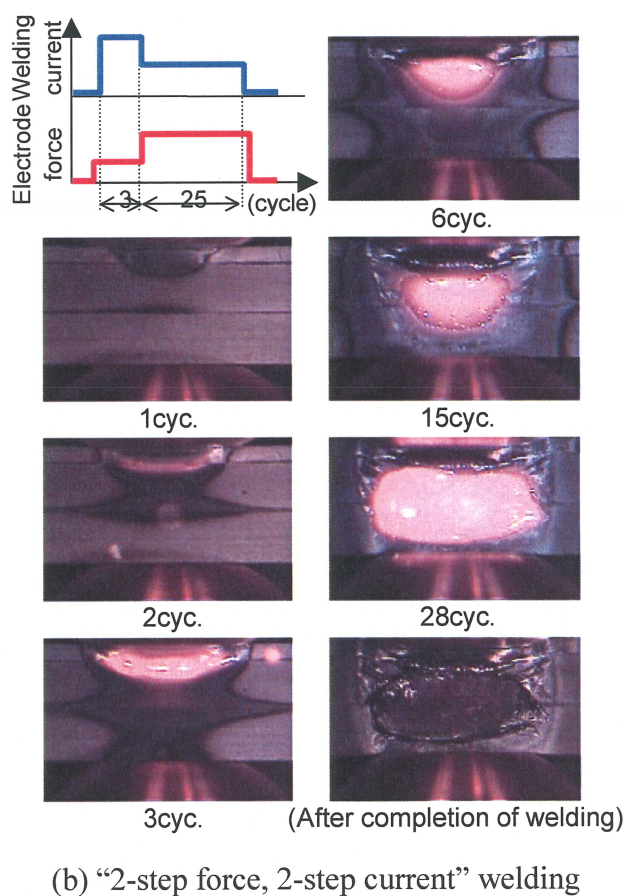 Electrode Welding
force current
3 25 (cycle)
6cyc.
1cyc.
15cyc.
2cyc.
28cyc.
3cyc.
(After completion of welding)
(b) “2-step force, 2-step current” welding